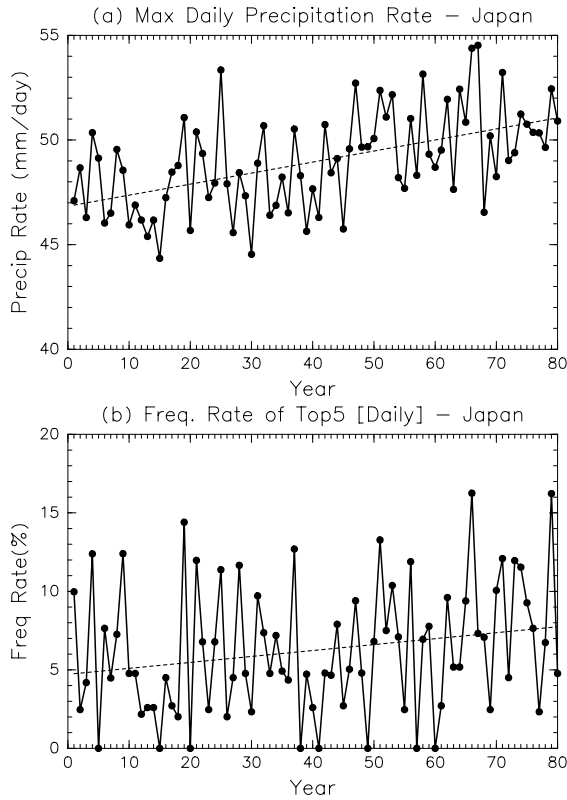 (a) Max Daily Precipitation Rate – Japan
55
50
45
40
Precip Rate (mm/day)
0 10 20 30 40 50 60 70 80
Year
(b) Freq. Rate of Top5 [Daily] – Japan
20
15
10
5
0
Freq Rate(%)
0 10 20 30 40 50 60 70 80
Year